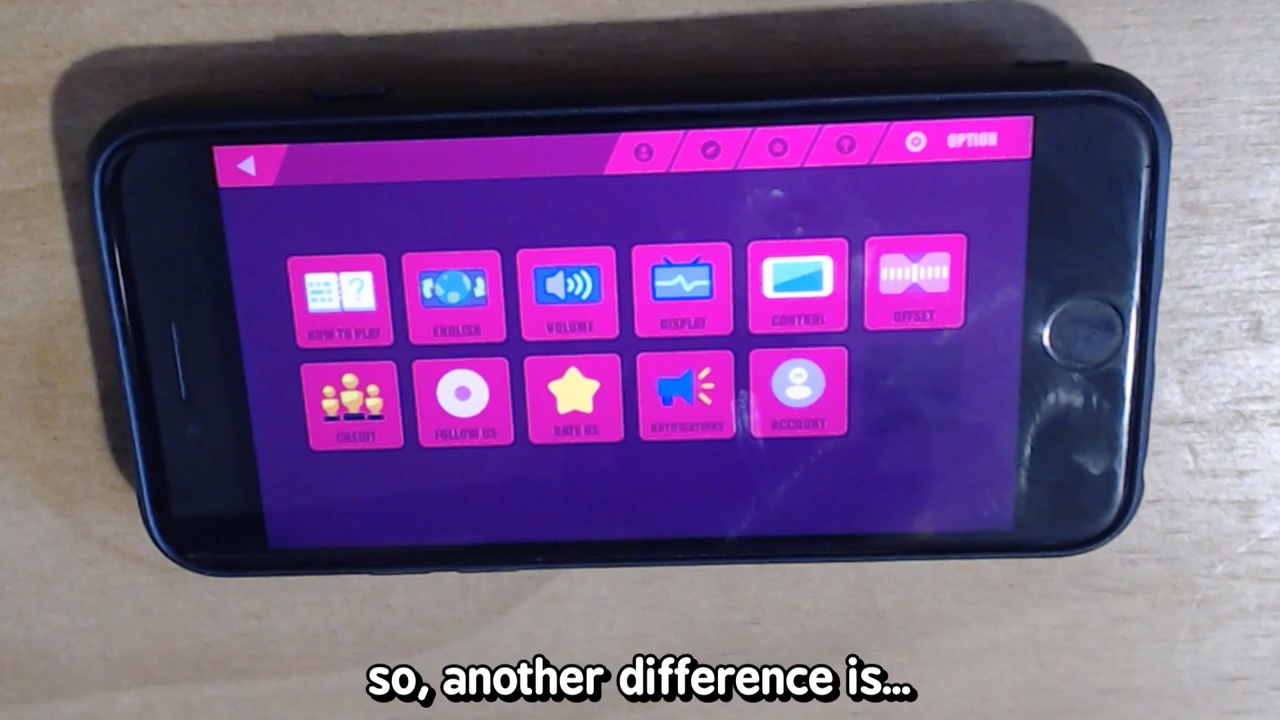 OPTION
HOW TO PLAY
ENGLISH
VOLUME
DISPLAY
CONTROL
OFFSET
CREDIT
FOLLOW US
RATE US
NOTIFICATIONS
ACCOUNT
so, another difference is...